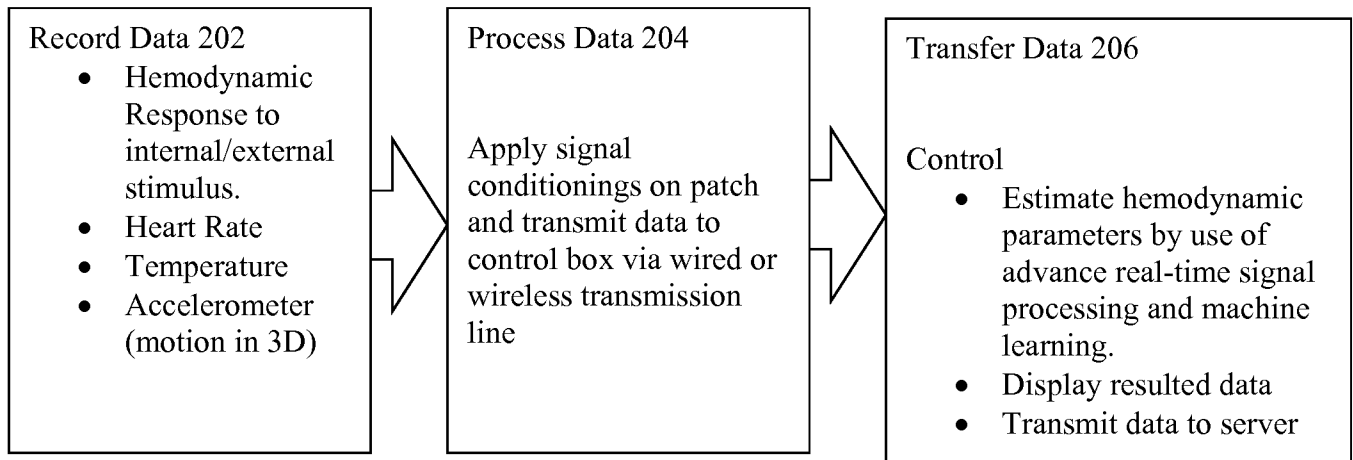 Record Data 202
• Hemodynamic
Response to
internal/external
stimulus.
• Heart Rate
• Temperature
• Accelerometer
(motion in 3D)
Process Data 204
Apply signal
conditionings on patch
and transmit data to
control box via wired or
wireless transmission
line
Transfer Data 206
Control
• Estimate hemodynamic
parameters by use of
advance real-time signal
processing and machine
learning.
• Display resulted data
• Transmit data to server